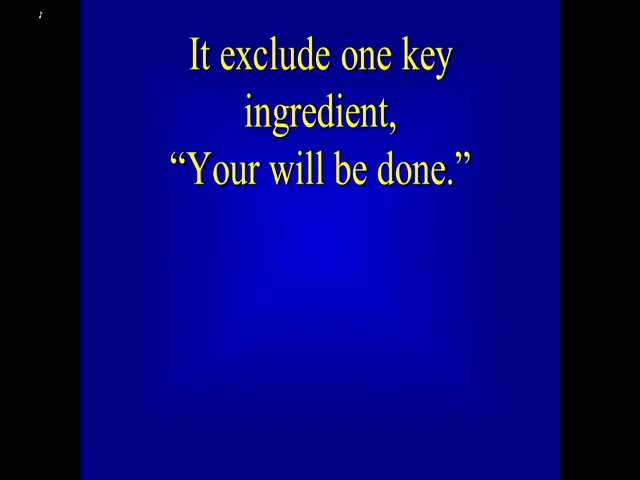 It exclude one key
ingredient,
“Your will be done.”